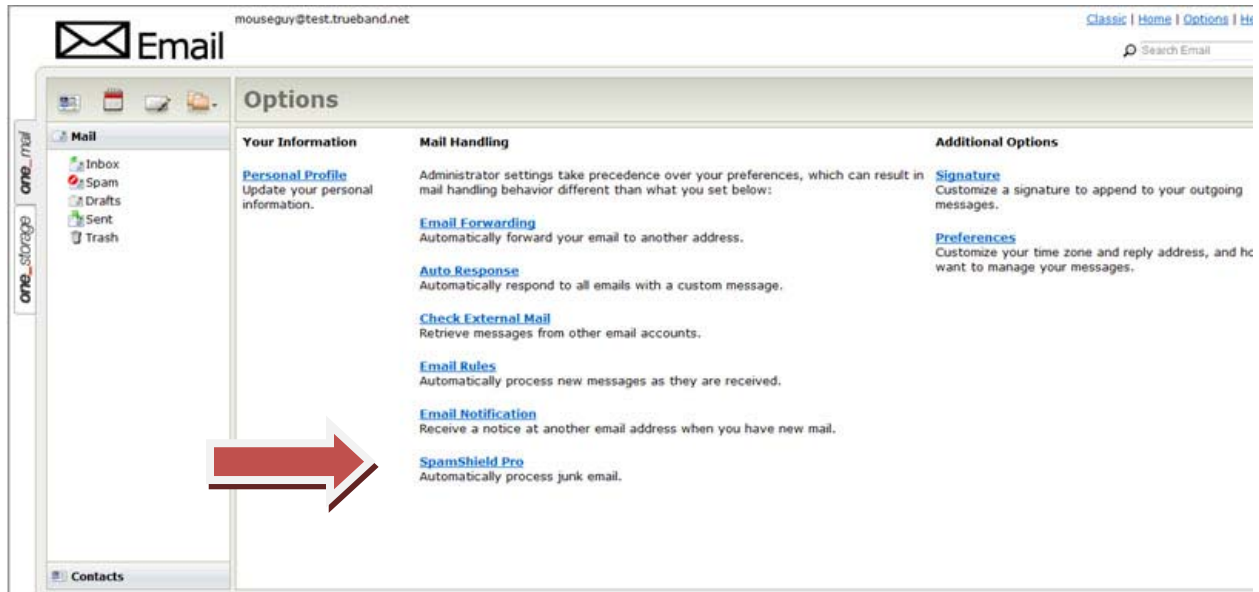 mouseguy@test.trueband.net
Classic | Home | Options |
Email
Search Email
one_mail
one_storage
Options
Mail
Inbox
Spam
Drafts
Sent
Trash
Contacts
Your Information
Personal Profile
Update your personal
information.
Mail Handling
Administrator settings take precedence over your preferences, which can result in
mail handling behavior different than what you set below:
Email Forwarding
Automatically forward your email to another address.
Auto Response
Automatically respond to all emails with a custom message.
Check External Mail
Retrieve messages from other email accounts.
Email Rules
Automatically process new messages as they are received.
Email Notification
Receive a notice at another email address when you have new mail.
SpamShield Pro
Automatically process junk email.
Additional Options
Signature
Customize a signature to append to your outgoing
messages.
Preferences
Customize your time zone and reply address, and
want to manage your messages.